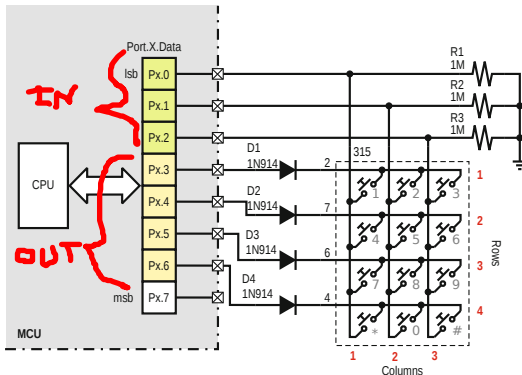 Port.X.Data
lsb
Px.0
Px.1
Px.2
Px.3
Px.4
Px.5
Px.6
Px.7
msb
IN
OUT
CPU
MCU
R1
1M
R2
1M
R3
1M
D1
1N914
D2
1N914
D3
1N914
D4
1N914
315
2
7
6
4
1 2 3
4 5 6
7 8 9
* 0 #
1
2
3
4
Rows
1 2 3
Columns